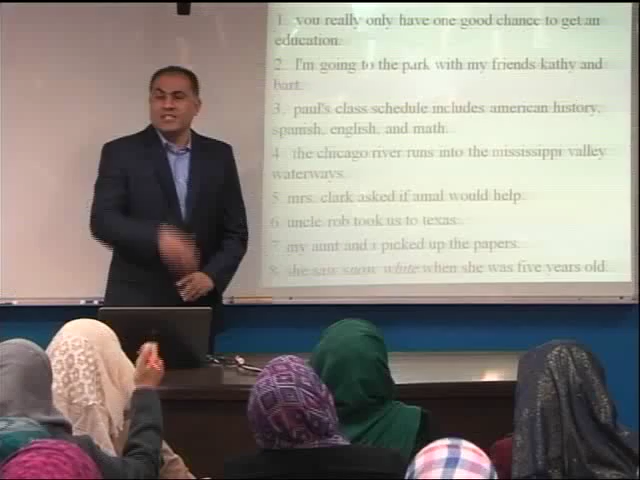 1. you really only have one good chance to get an
education.
2. I'm going to the park with my friends kathy and
bart.
3. paul's class schedule includes american history,
spanish, english, and math.
4. the chicago river runs into the mississippi valley
waterways.
5. mrs. clark asked if amal would help.
6. uncle rob took us to texas.
7. my aunt and i picked up the papers.
8. she saw snow white when she was five years old